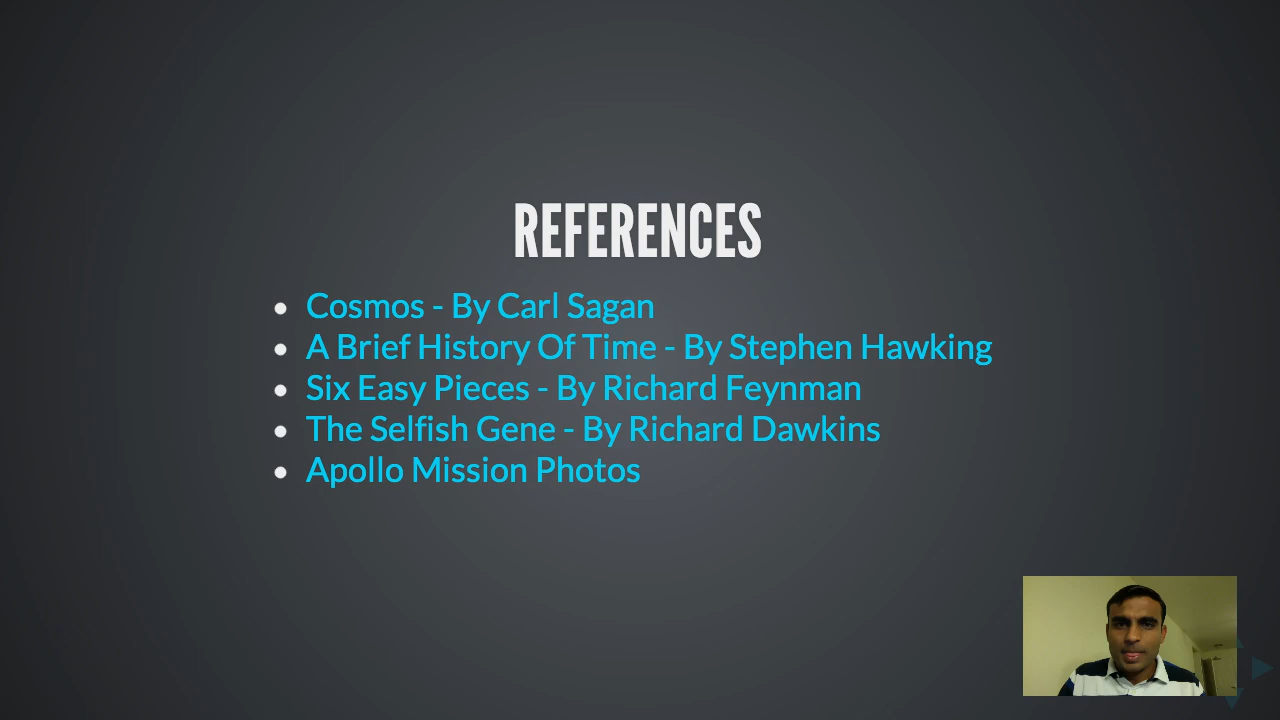 REFERENCES
Cosmos - By Carl Sagan
A Brief History Of Time - By Stephen Hawking
Six Easy Pieces - By Richard Feynman
The Selfish Gene - By Richard Dawkins
Apollo Mission Photos